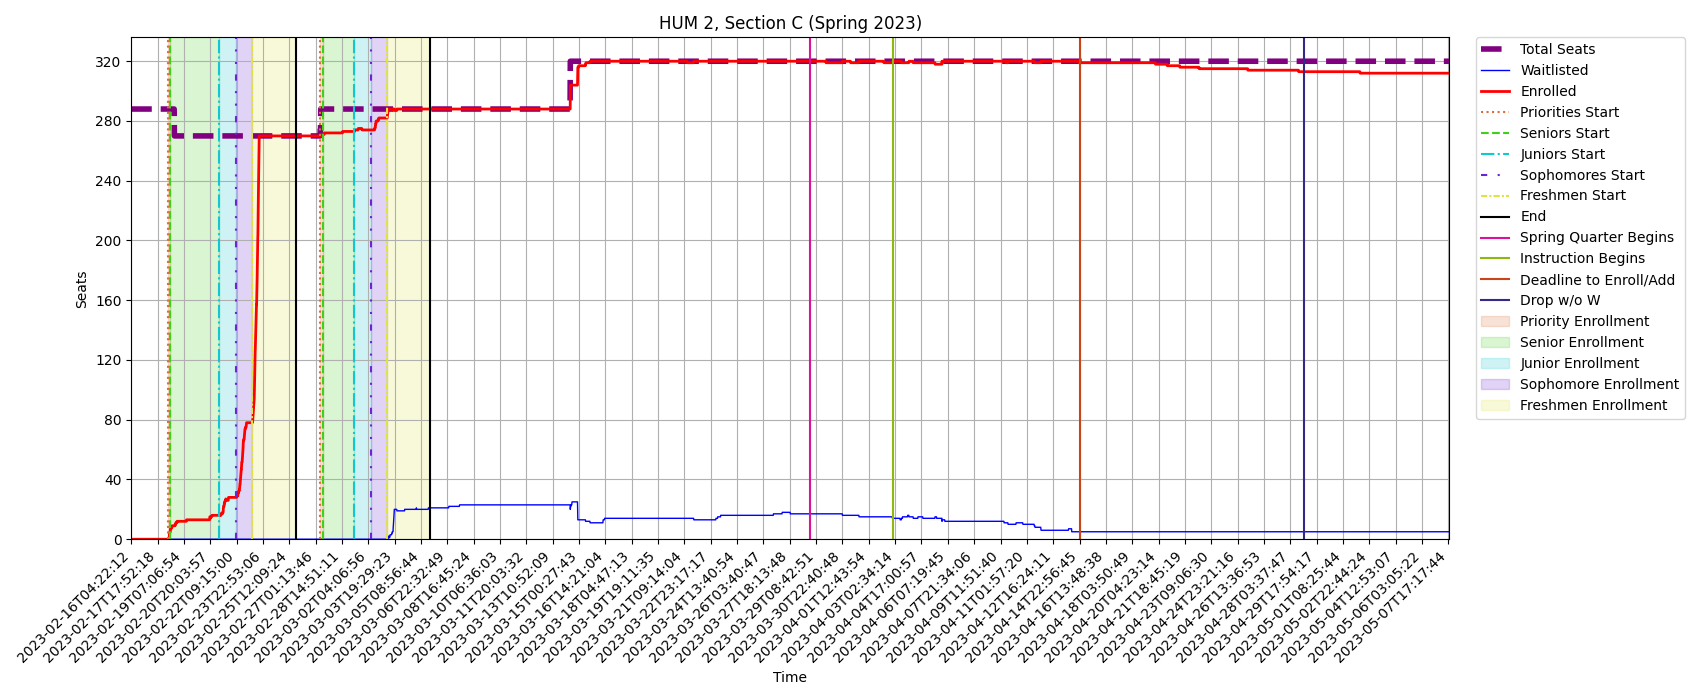 HUM 2, Section C (Spring 2023)
Seats
320
280
240
200
160
120
80
40
0
2023-02-16T04:22:12
2023-02-17T17:52:18
2023-02-19T07:06:54
2023-02-20T20:03:57
2023-02-22T09:15:00
2023-02-23T22:53:06
2023-02-25T12:09:24
2023-02-27T01:13:46
2023-02-28T14:51:11
2023-03-02T04:06:56
2023-03-03T19:29:23
2023-03-05T08:56:44
2023-03-06T22:32:49
2023-03-08T16:45:24
2023-03-10T06:36:03
2023-03-11T20:03:32
2023-03-13T10:52:09
2023-03-15T00:27:43
2023-03-16T14:21:04
2023-03-18T04:47:13
2023-03-19T19:11:35
2023-03-21T09:14:04
2023-03-22T23:17:17
2023-03-24T13:40:54
2023-03-26T03:40:47
2023-03-27T18:13:48
2023-03-29T08:42:51
2023-03-30T22:40:48
2023-04-01T12:43:54
2023-04-03T02:34:14
2023-04-04T17:00:57
2023-04-06T07:19:45
2023-04-07T21:34:06
2023-04-09T11:51:40
2023-04-11T01:57:20
2023-04-12T16:24:11
2023-04-14T22:56:45
2023-04-16T13:48:38
2023-04-18T03:50:49
2023-04-20T04:23:14
2023-04-21T18:45:19
2023-04-23T09:06:30
2023-04-24T23:21:16
2023-04-26T13:36:53
2023-04-28T03:37:47
2023-04-29T17:54:17
2023-05-01T08:25:44
2023-05-02T22:44:24
2023-05-04T12:53:07
2023-05-06T03:05:22
2023-05-07T17:17:44
Time
Total Seats
Waitlisted
Enrolled
Priorities Start
Seniors Start
Juniors Start
Sophomores Start
Freshmen Start
End
Spring Quarter Begins
Instruction Begins
Deadline to Enroll/Add
Drop w/o W
Priority Enrollment
Senior Enrollment
Junior Enrollment
Sophomore Enrollment
Freshmen Enrollment